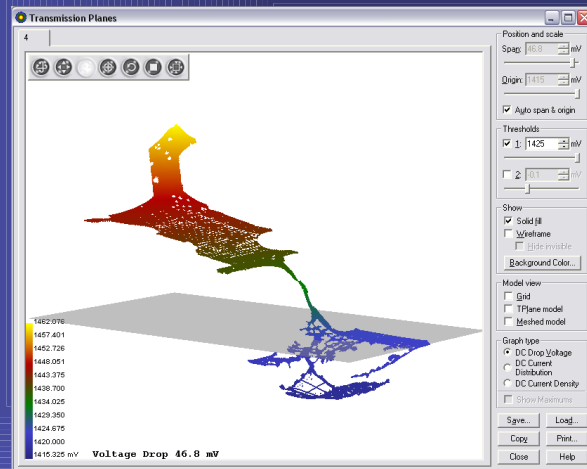 Transmission Planes
4
Position and scale
Span: 46.8 mV
Origin: 1415 mV
Auto span & origin
Thresholds
1: 1425 mV
2: -0.1 mV
Show
Solid fill
Wireframe
Hide invisible
Background Color...
Model view
Grid
TPlane model
Meshed model
Graph type
DC Drop Voltage
DC Current
Distribution
DC Current Density
Show Maximums
Save... Load...
Copy Print...
Close Help
1462.076
1457.401
1452.726
1448.051
1443.375
1438.700
1434.025
1429.350
1424.675
1420.000
1415.325 mV Voltage Drop 46.8 mV